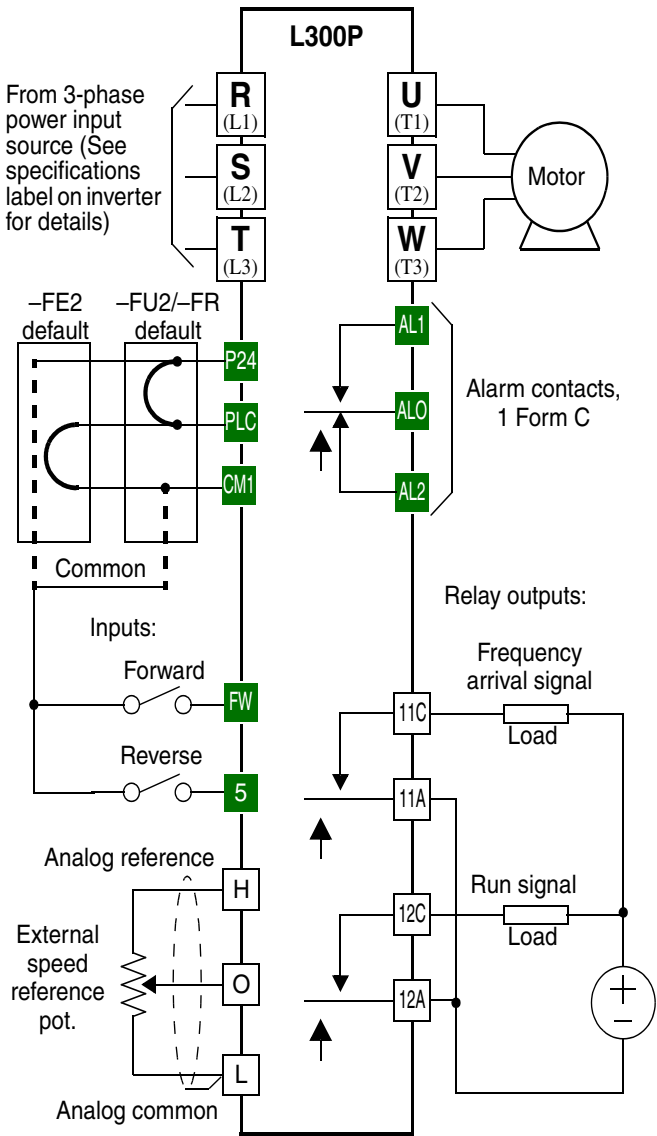 L300P
From 3-phase
power input
source (See
specifications
label on inverter
for details)
R
(L1)
S
(L2)
T
(L3)
U
(T1)
V
(T2)
W
(T3)
Motor
–FE2
default
–FU2/–FR
default
P24
PLC
CM1
AL1
AL0
AL2
Alarm contacts,
1 Form C
Common
Inputs:
Forward
FW
Reverse
5
Relay outputs:
Frequency
arrival signal
11C
Load
11A
Run signal
12C
Load
12A
+
–
Analog reference
H
External
speed
reference
pot.
O
L
Analog common